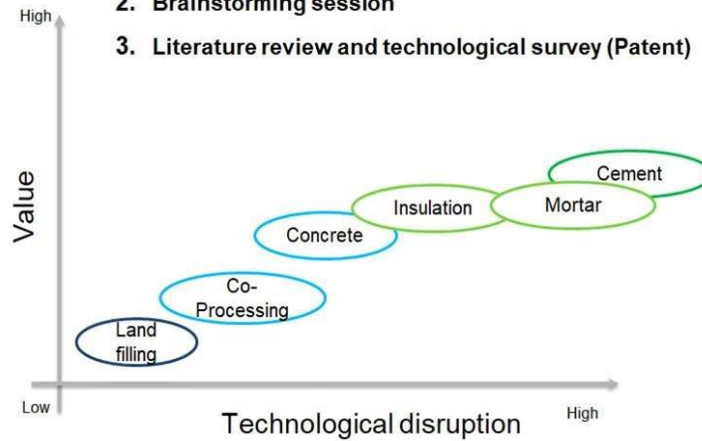 2. Brainstorming session
High
3. Literature review and technological survey (Patent)
Cement
Insulation
Mortar
Value
Concrete
Co-
Processing
Land
filling
Low
Technological disruption
High